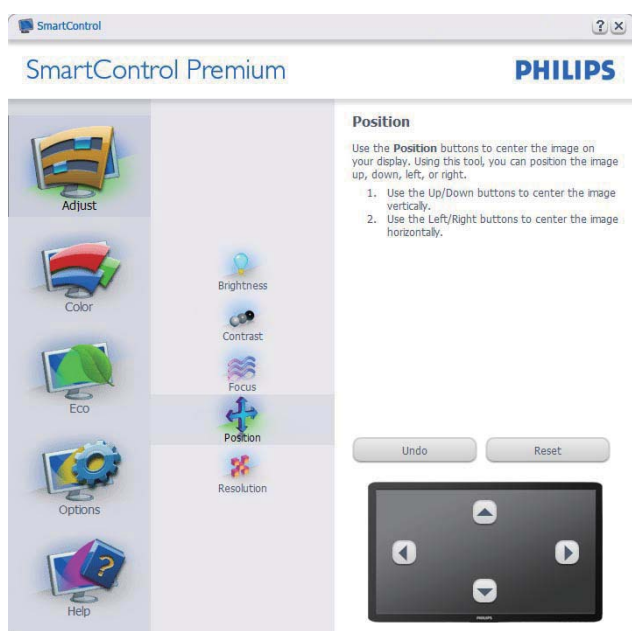 SmartControl
? ×
SmartControl Premium
PHILIPS
Adjust
Color
Eco
Options
Help
Brightness
Contrast
Focus
Position
Resolution
Position
Use the Position buttons to center the image on
your display. Using this tool, you can position the image
up, down, left, or right.
1. Use the Up/Down buttons to center the image
vertically.
2. Use the Left/Right buttons to center the image
horizontally.
Undo
Reset
PHILIPS